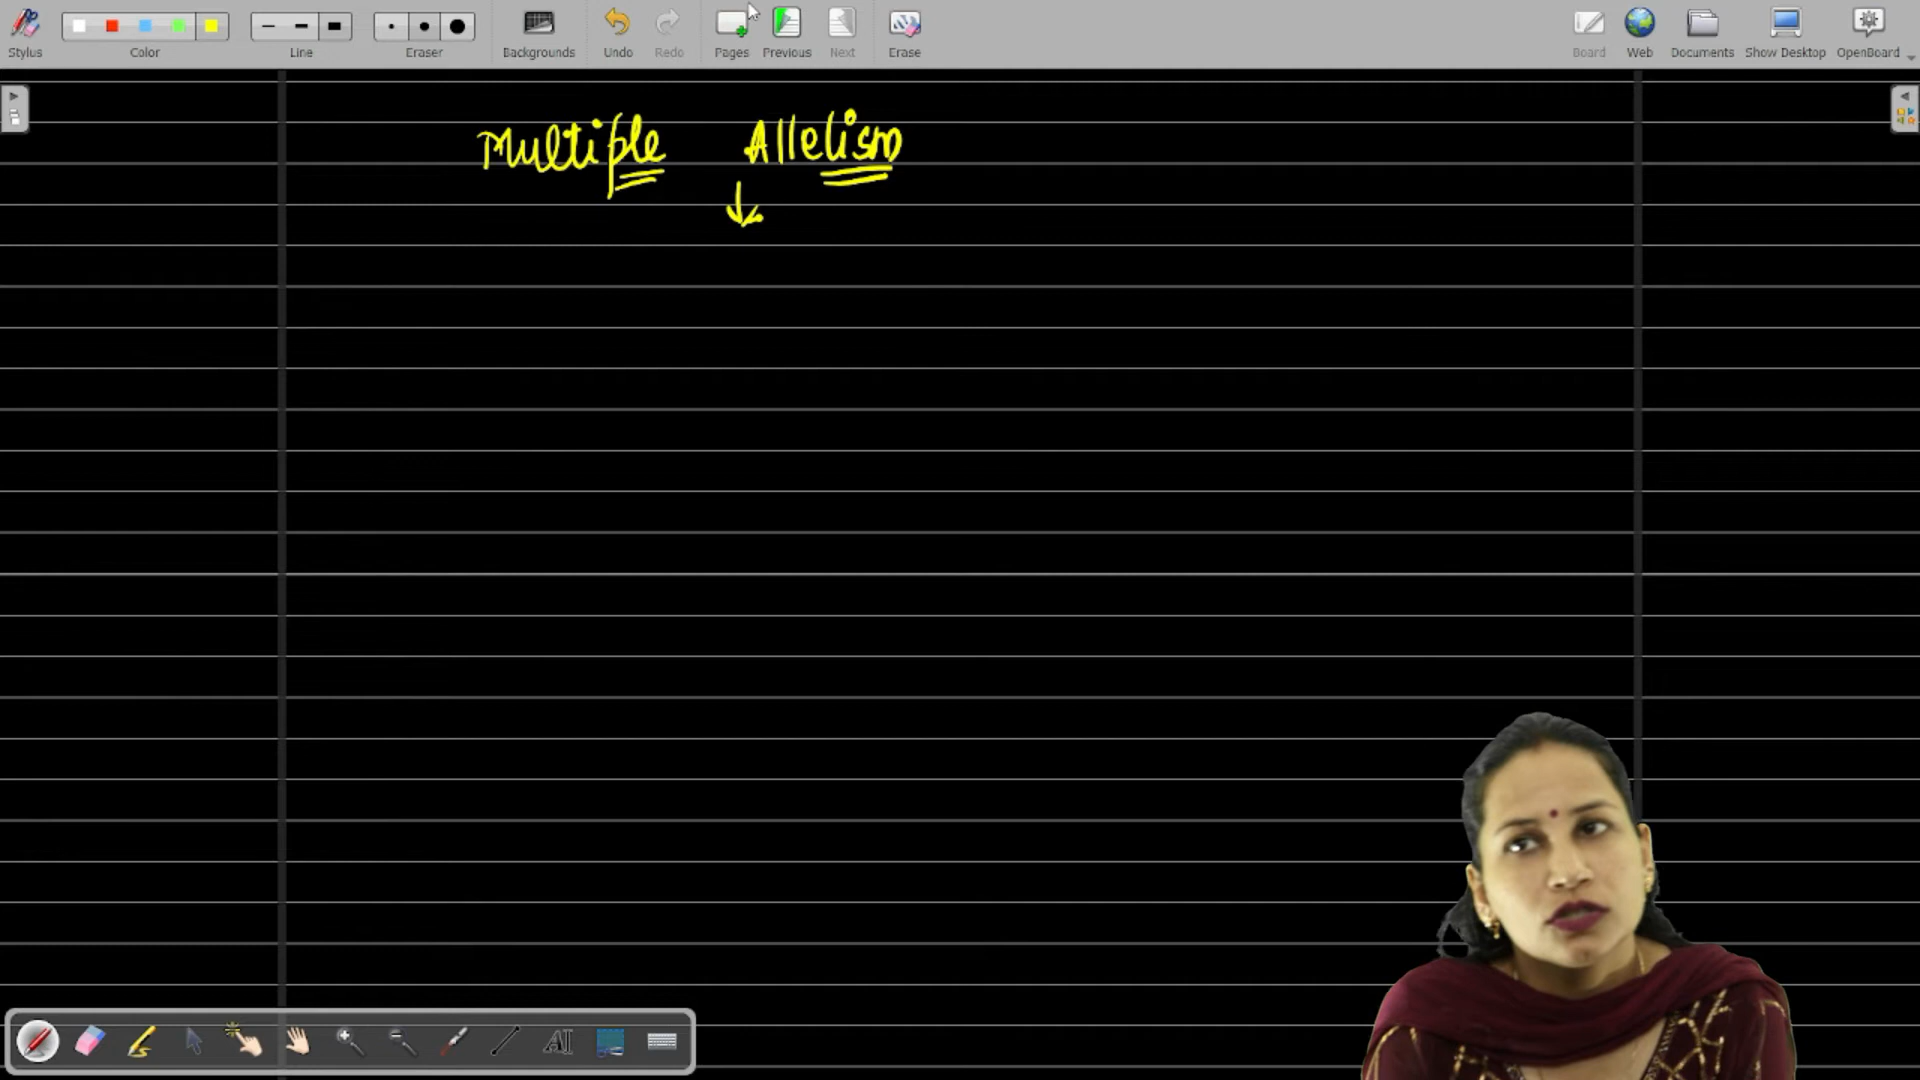 Stylus Color Line Eraser Backgrounds Undo Redo Pages Previous Next Erase Board Web Documents Show Desktop OpenBoard
Multiple Allelism
AI